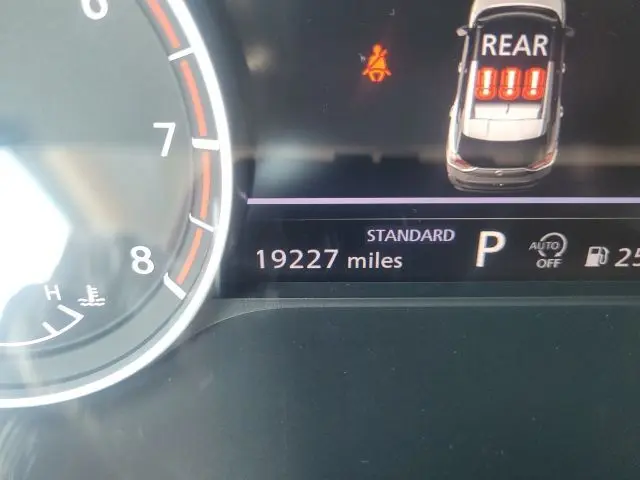 6
REAR
7
STANDARD
P
AUTO
OFF
19227 miles
25
8
H